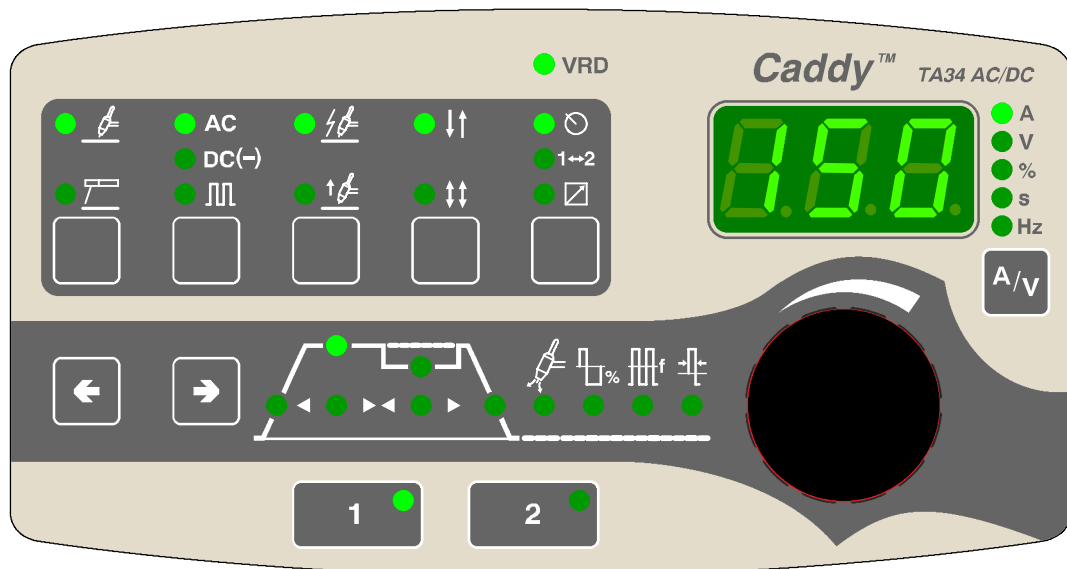 VRD
Caddy™ TA34 AC/DC
AC
DC(-)
1↔2
150
A
V
%
s
Hz
A/V
%
f
1
2